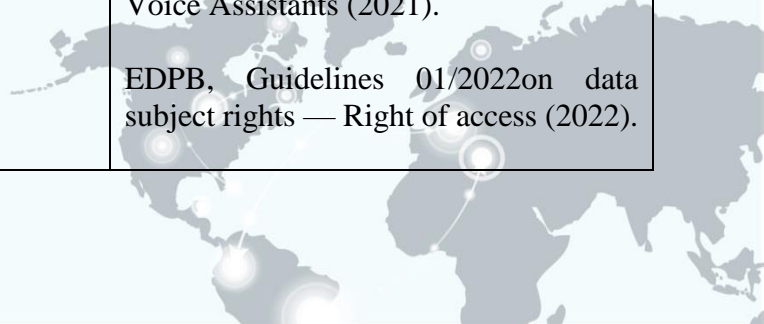 Voice Assistants (2021).
EDPB, Guidelines 01/2022on data
subject rights — Right of access (2022).